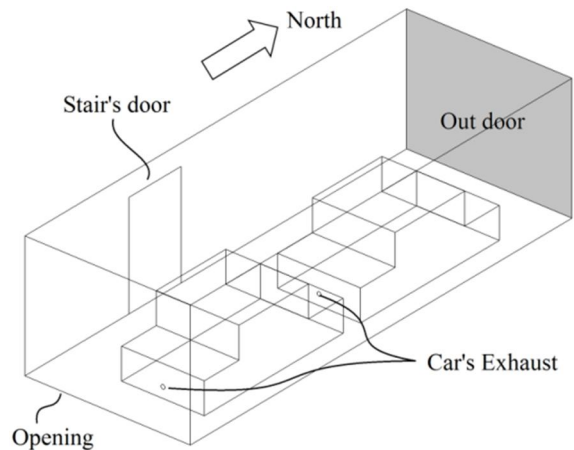 North
Stair's door
Out door
Car's Exhaust
Opening